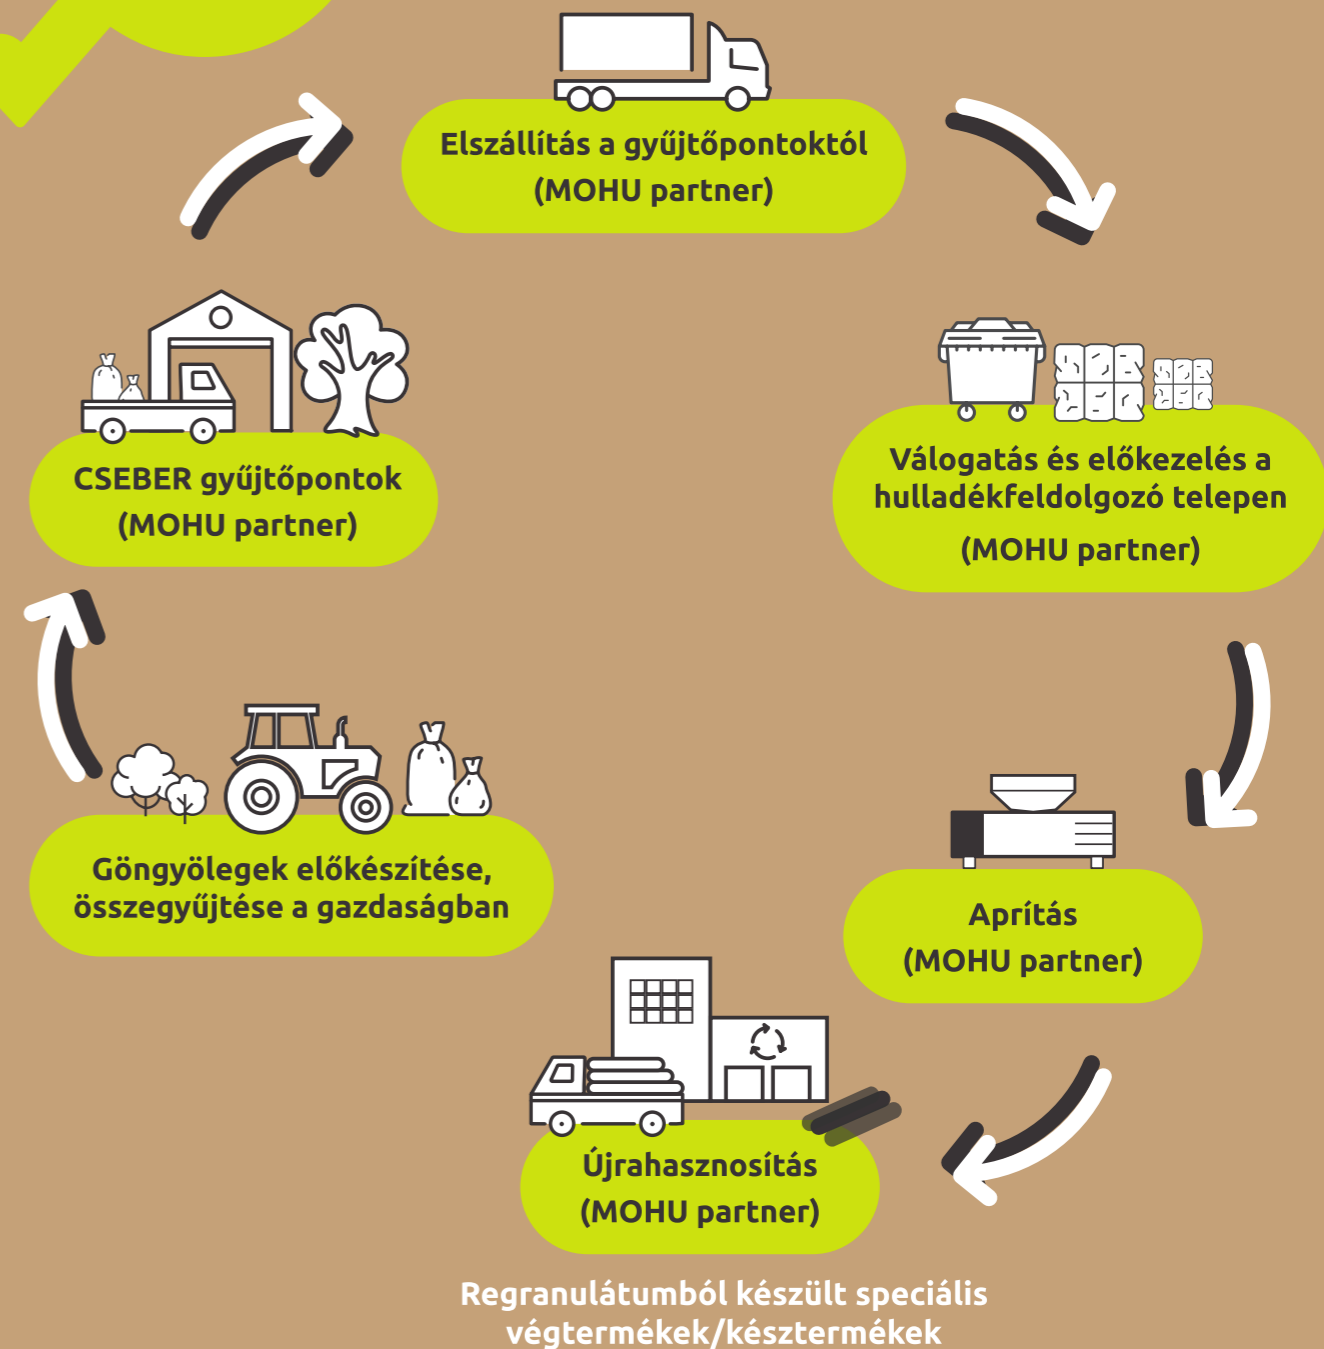 Elszállítás a gyűjtőpontoktól
(MOHU partner)
CSEBER gyűjtőpontok
(MOHU partner)
Válogatás és előkezelés a
hulladékfeldolgozó telepen
(MOHU partner)
Göngyölegek előkészítése,
összegyűjtése a gazdaságban
Aprítás
(MOHU partner)
Újrahasznosítás
(MOHU partner)
Regranulátumból készült speciális
végtermékek/késztermékek